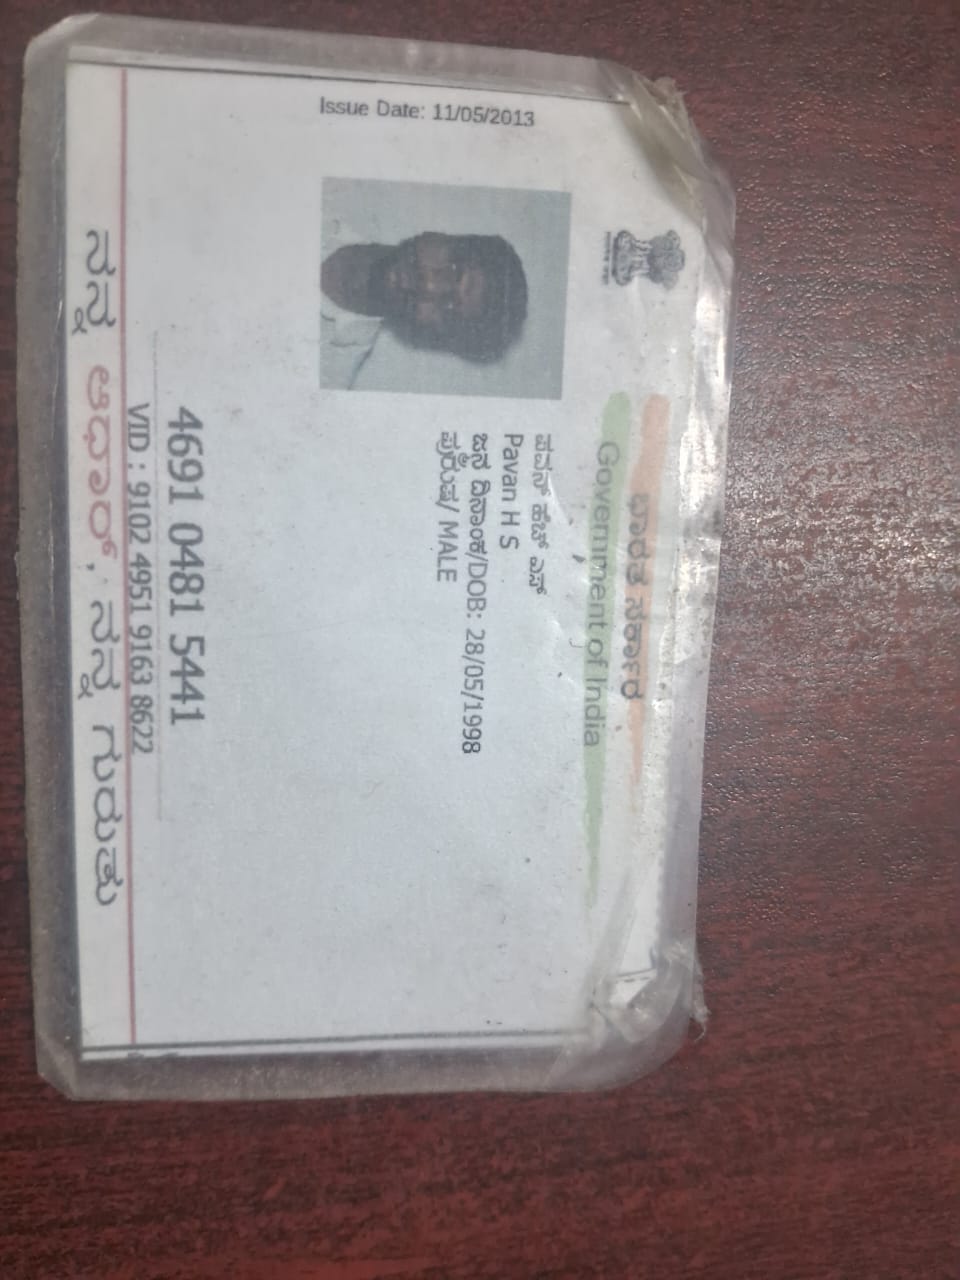 Issue Date: 11/05/2013
ಭಾರತ ಸರ್ಕಾರ
Government of India
ಪವನ್ ಹೆಚ್ ಎಸ್
Pavan H S
ಜನ್ಮ ದಿನಾಂಕ/DOB: 28/05/1998
ಪುರುಷ/ MALE
4691 0481 5441
VID : 9102 4951 9163 8622
ನನ್ನ ಆಧಾರ್, ನನ್ನ ಗುರುತು